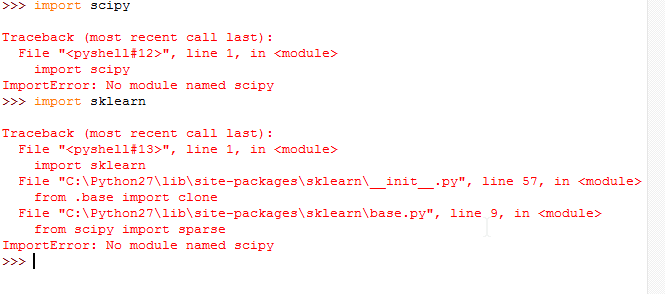 >>> import scipy
Traceback (most recent call last):
  File "<pyshell#12>", line 1, in <module>
    import scipy
ImportError: No module named scipy
>>> import sklearn
Traceback (most recent call last):
  File "<pyshell#13>", line 1, in <module>
    import sklearn
  File "C:\Python27\lib\site-packages\sklearn\__init__.py", line 57, in <module>
    from .base import clone
  File "C:\Python27\lib\site-packages\sklearn\base.py", line 9, in <module>
    from scipy import sparse
ImportError: No module named scipy
>>>